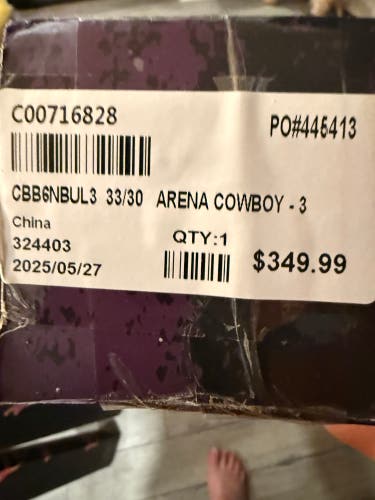 C00716828 PO#445413
CBB6NBUL3 33/30 ARENA COWBOY - 3
China
324403 QTY:1
2025/05/27 $349.99